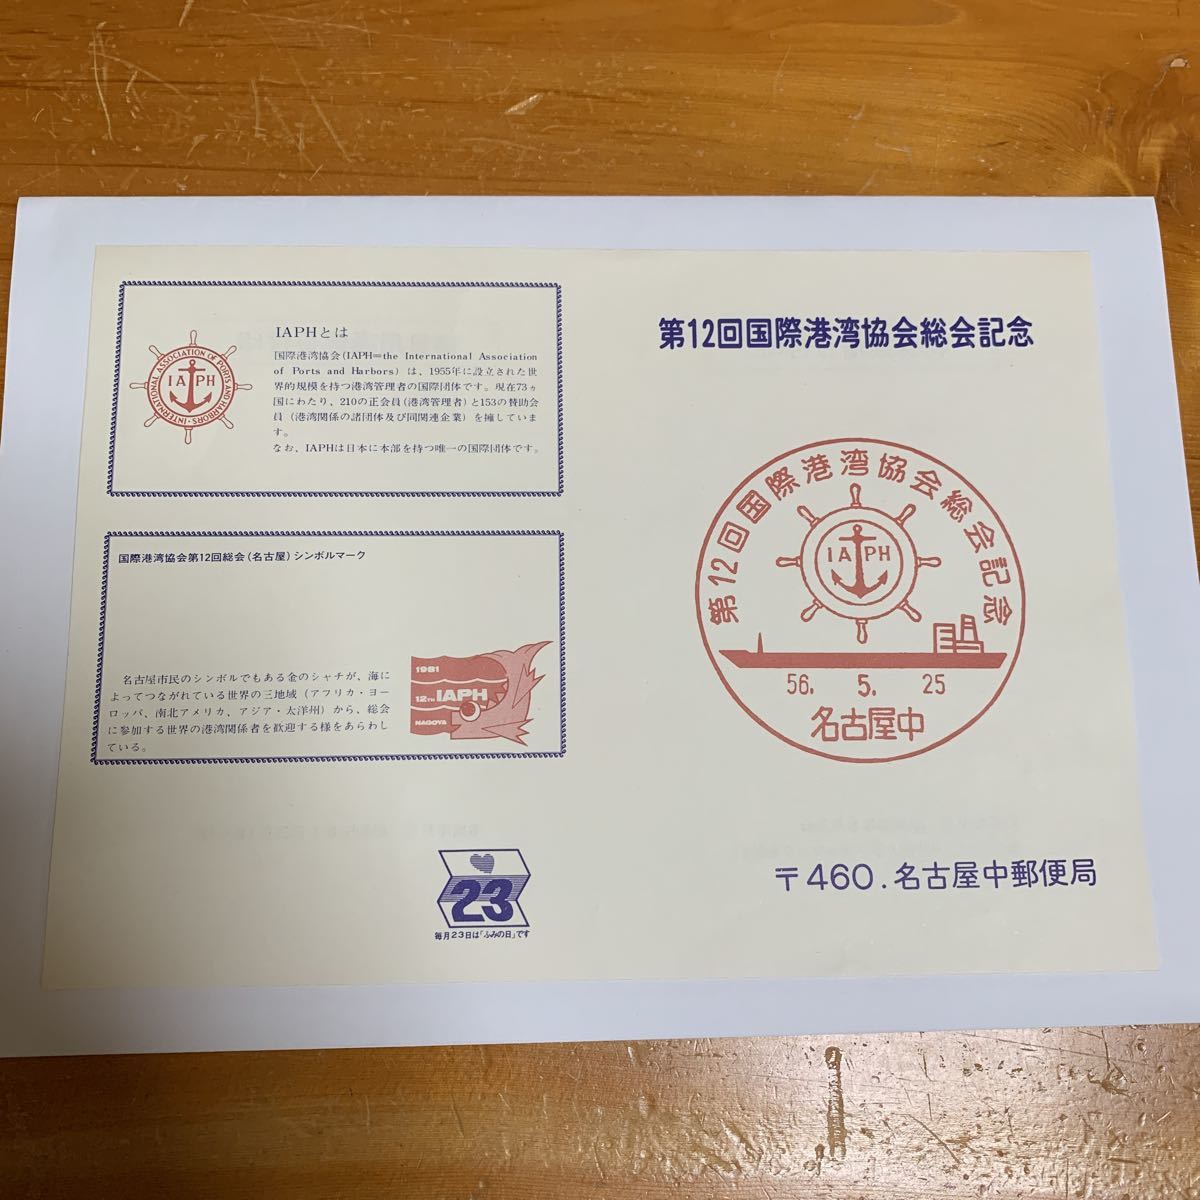 IAPHとは
国際港湾協会(IAPH=the International Association
of Ports and Harbors)は、1955年に設立された世
界的規模を持つ港湾管理者の国際団体です。現在73ヵ
国にわたり、210の正会員(港湾管理者)と153の賛助会
員(港湾関係の諸団体及び同関連企業)を擁していま
す。
なお、IAPHは日本に本部を持つ唯一の国際団体です。
INTERNATIONAL ASSOCIATION OF PORTS AND HARBORS
IAPH
国際港湾協会第12回総会(名古屋)シンボルマーク
名古屋市民のシンボルでもある金のシャチが、海に
よってつながれている世界の三地域(アフリカ・ヨー
ロッパ、南北アメリカ、アジア・太洋州)から、総会
に参加する世界の港湾関係者を歓迎する様をあらわし
ている。
1981
12TH IAPH
NAGOYA
23
毎月23日は「ふみの日」です
第12回国際港湾協会総会記念
第12回国際港湾協会総会記念
IAPH
56. 5. 25
名古屋中
〒460.名古屋中郵便局